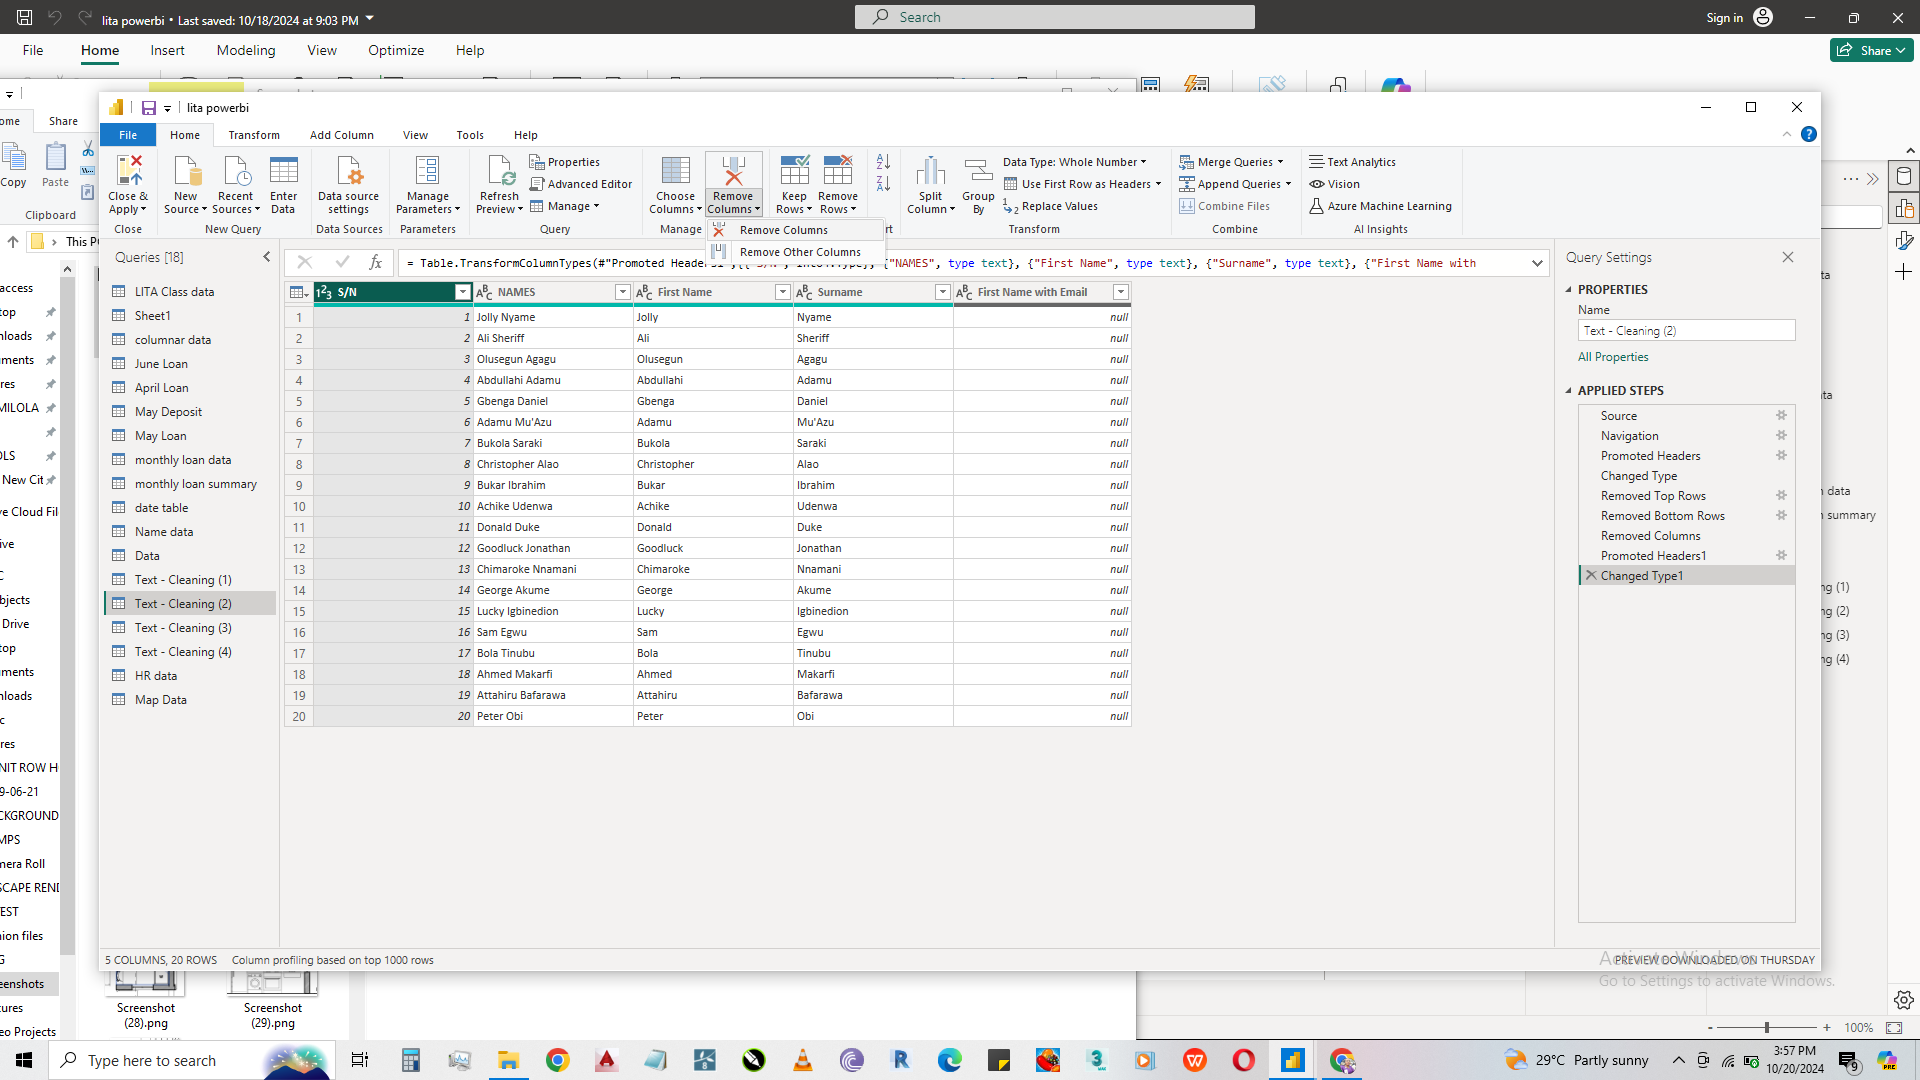 lita powerbi • Last saved: 10/18/2024 at 9:03 PM
Search
Sign in
File Home Insert Modeling View Optimize Help
Share
Share
Copy
Paste
Clipboard
lita powerbi
File Home Transform Add Column View Tools Help
Close & Apply
New Source
Recent Sources
Enter Data
Data source settings
Manage Parameters
Refresh Preview
Properties
Advanced Editor
Manage
Choose Columns
Remove Columns
Keep Rows
Remove Rows
Split Column
Group By
Data Type: Whole Number
Use First Row as Headers
Replace Values
Merge Queries
Append Queries
Combine Files
Text Analytics
Vision
Azure Machine Learning
Close
New Query
Data Sources
Parameters
Query
Manage
Transform
Combine
AI Insights
Remove Columns
Remove Other Columns
Queries [18]
LITA Class data
Sheet1
columnar data
June Loan
April Loan
May Deposit
May Loan
monthly loan data
monthly loan summary
date table
Name data
Data
Text - Cleaning (1)
Text - Cleaning (2)
Text - Cleaning (3)
Text - Cleaning (4)
HR data
Map Data
= Table.TransformColumnTypes(#"Promoted Headers1", {"NAMES", type text}, {"First Name", type text}, {"Surname", type text}, {"First Name with
S/N NAMES First Name Surname First Name with Email
1 1 Jolly Nyame Jolly Nyame null
2 2 Ali Sheriff Ali Sheriff null
3 3 Olusegun Agagu Olusegun Agagu null
4 4 Abdullahi Adamu Abdullahi Adamu null
5 5 Gbenga Daniel Gbenga Daniel null
6 6 Adamu Mu'Azu Adamu Mu'Azu null
7 7 Bukola Saraki Bukola Saraki null
8 8 Christopher Alao Christopher Alao null
9 9 Bukar Ibrahim Bukar Ibrahim null
10 10 Achike Udenwa Achike Udenwa null
11 11 Donald Duke Donald Duke null
12 12 Goodluck Jonathan Goodluck Jonathan null
13 13 Chimaroke Nnamani Chimaroke Nnamani null
14 14 George Akume George Akume null
15 15 Lucky Igbinedion Lucky Igbinedion null
16 16 Sam Egwu Sam Egwu null
17 17 Bola Tinubu Bola Tinubu null
18 18 Ahmed Makarfi Ahmed Makarfi null
19 19 Attahiru Bafarawa Attahiru Bafarawa null
20 20 Peter Obi Peter Obi null
Query Settings
PROPERTIES
Name
Text - Cleaning (2)
All Properties
APPLIED STEPS
Source
Navigation
Promoted Headers
Changed Type
Removed Top Rows
Removed Bottom Rows
Removed Columns
Promoted Headers1
Changed Type1
5 COLUMNS, 20 ROWS Column profiling based on top 1000 rows
PREVIEW DOWNLOADED ON THURSDAY
Activate Windows
Go to Settings to activate Windows.
Screenshot (28).png
Screenshot (29).png
100%
Type here to search
29°C Partly sunny
3:57 PM
10/20/2024
9